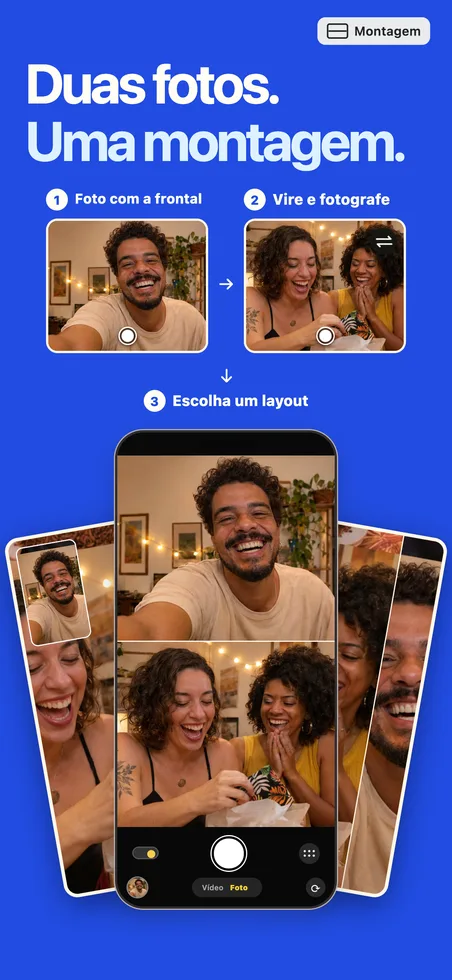 Montagem
Duas fotos.
Uma montagem.
1 Foto com a frontal
2 Vire e fotografe
3 Escolha um layout
Vídeo Foto